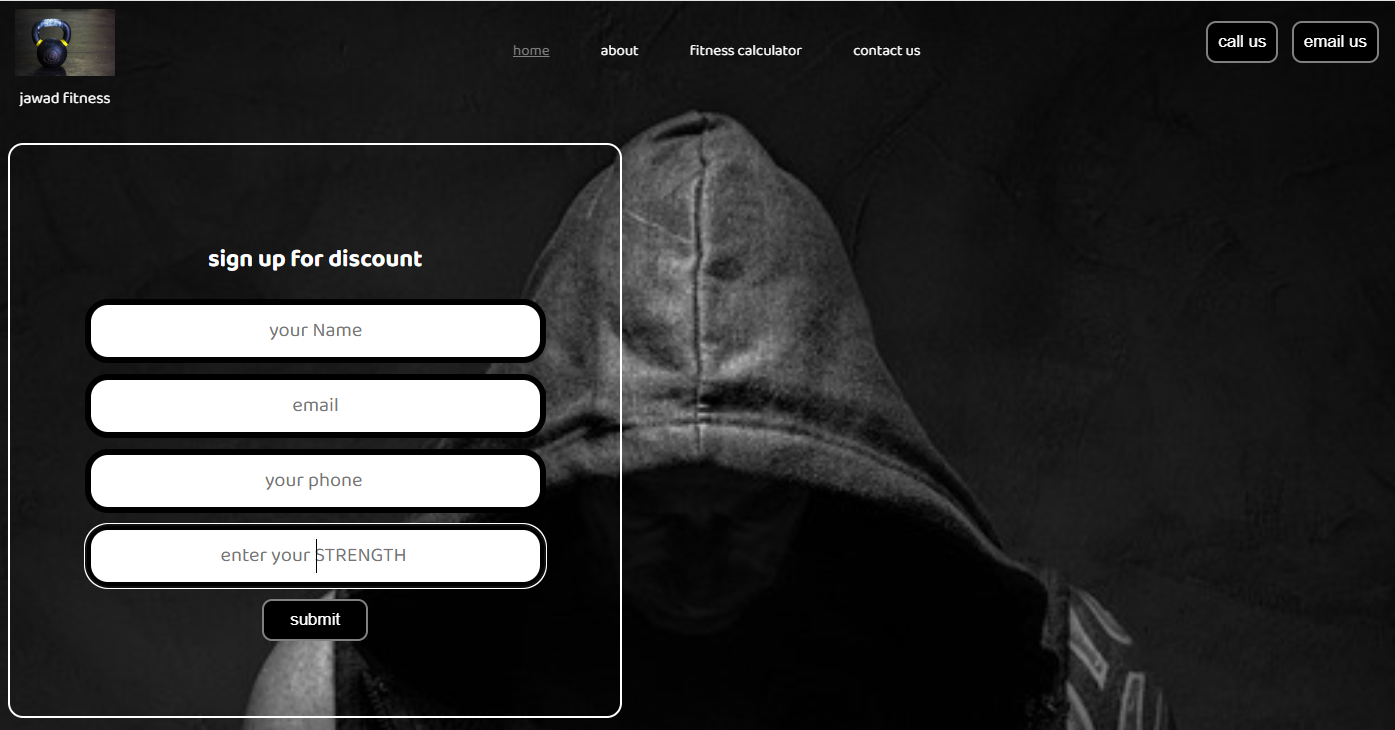 home
about
fitness calculator
contact us
call us
email us
jawad fitness
sign up for discount
your Name
email
your phone
enter your STRENGTH
submit